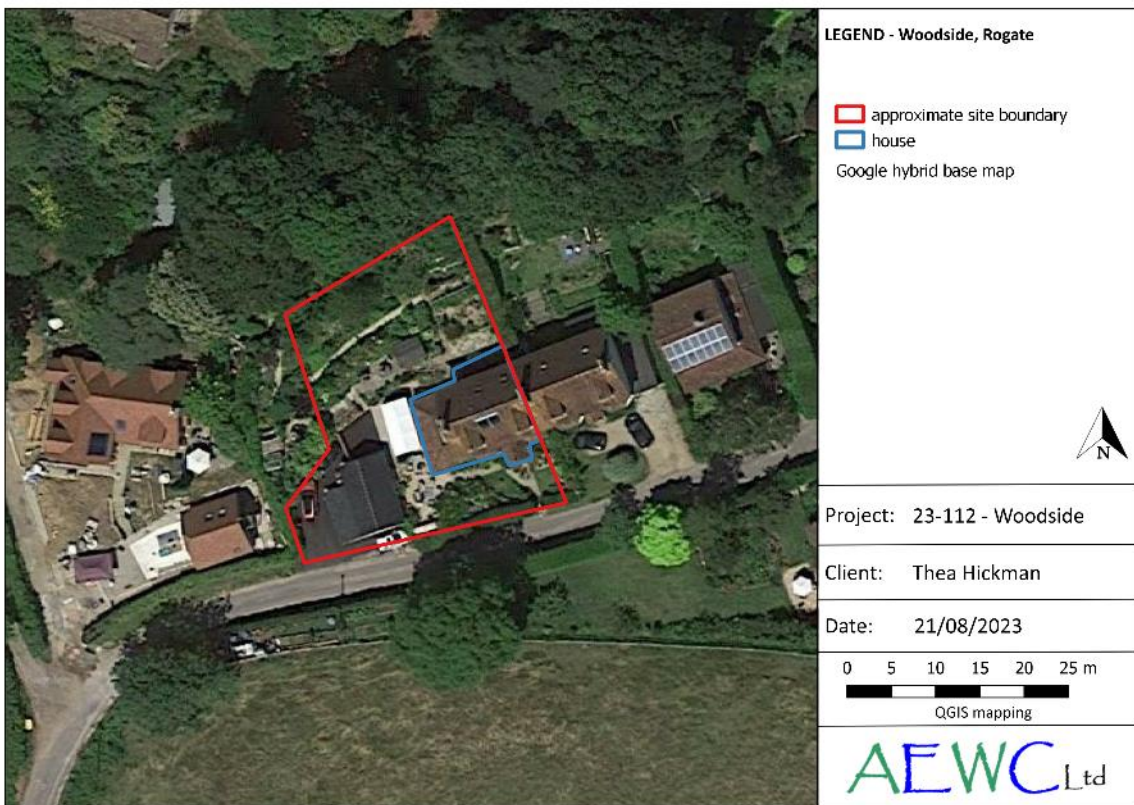 LEGEND - Woodside, Rogate
approximate site boundary
house
Google hybrid base map
N
Project: 23-112 - Woodside
Client: Thea Hickman
Date: 21/08/2023
0 5 10 15 20 25 m
QGIS mapping
AEWC Ltd